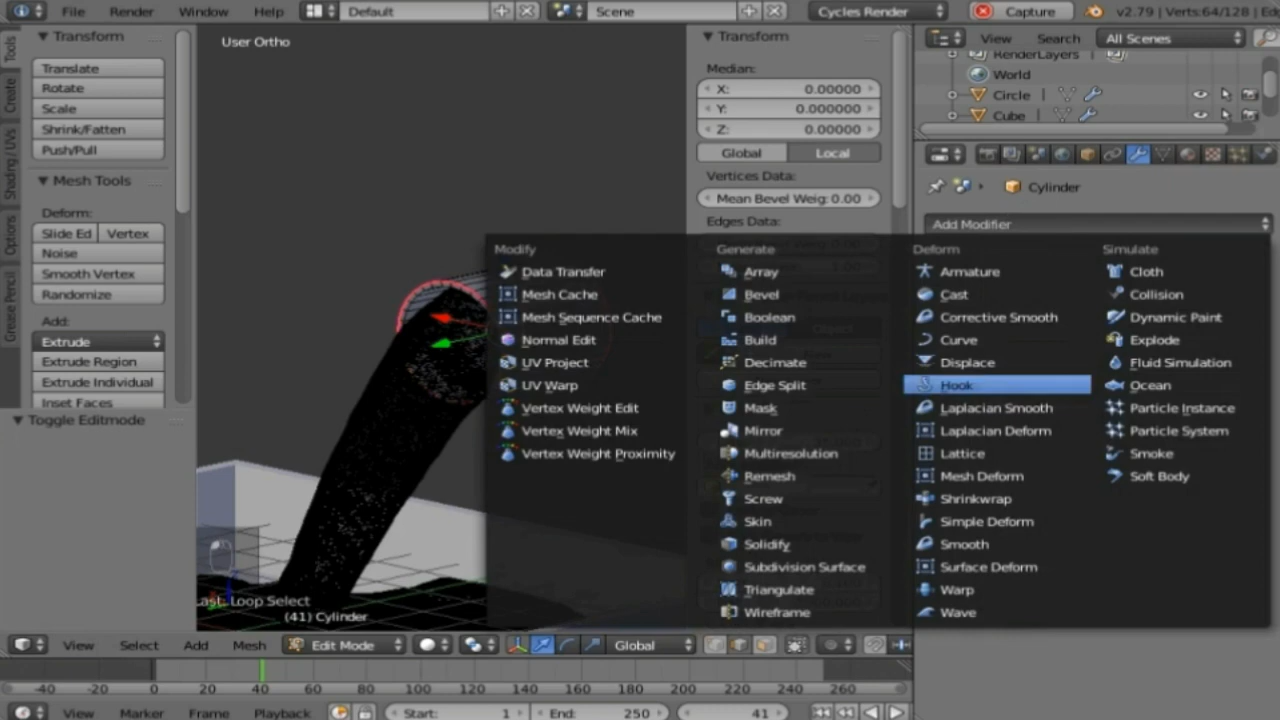 File Render Window Help Default Scene Cycles Render Capture v2.79 | Verts:64/128 | Ed
Tools
Create
Shading / UVs
Options
Grease Pencil
Transform
Translate
Rotate
Scale
Shrink/Fatten
Push/Pull
Mesh Tools
Deform:
Slide Ed Vertex
Noise
Smooth Vertex
Randomize
Add:
Extrude
Extrude Region
Extrude Individual
Inset Faces
Toggle Editmode
User Ortho
Last: Loop Select
(41) Cylinder
Transform
Median:
X: 0.00000
Y: 0.000000
Z: 0.00000
Global Local
Vertices Data:
Mean Bevel Weig: 0.00
Edges Data:
View Search All Scenes
RenderLayers
World
Circle
Cube
Cylinder
Add Modifier
Modify
Data Transfer
Mesh Cache
Mesh Sequence Cache
Normal Edit
UV Project
UV Warp
Vertex Weight Edit
Vertex Weight Mix
Vertex Weight Proximity
Generate
Array
Bevel
Boolean
Build
Decimate
Edge Split
Mask
Mirror
Multiresolution
Remesh
Screw
Skin
Solidify
Subdivision Surface
Triangulate
Wireframe
Deform
Armature
Cast
Corrective Smooth
Curve
Displace
Hook
Laplacian Smooth
Laplacian Deform
Lattice
Mesh Deform
Shrinkwrap
Simple Deform
Smooth
Surface Deform
Warp
Wave
Simulate
Cloth
Collision
Dynamic Paint
Explode
Fluid Simulation
Ocean
Particle Instance
Particle System
Smoke
Soft Body
View Select Add Mesh Edit Mode Global
-40 -20 0 20 40 60 80 100 120 140 160 180 200 220 240 260
View Marker Frame Playback Start: 1 End: 250 41